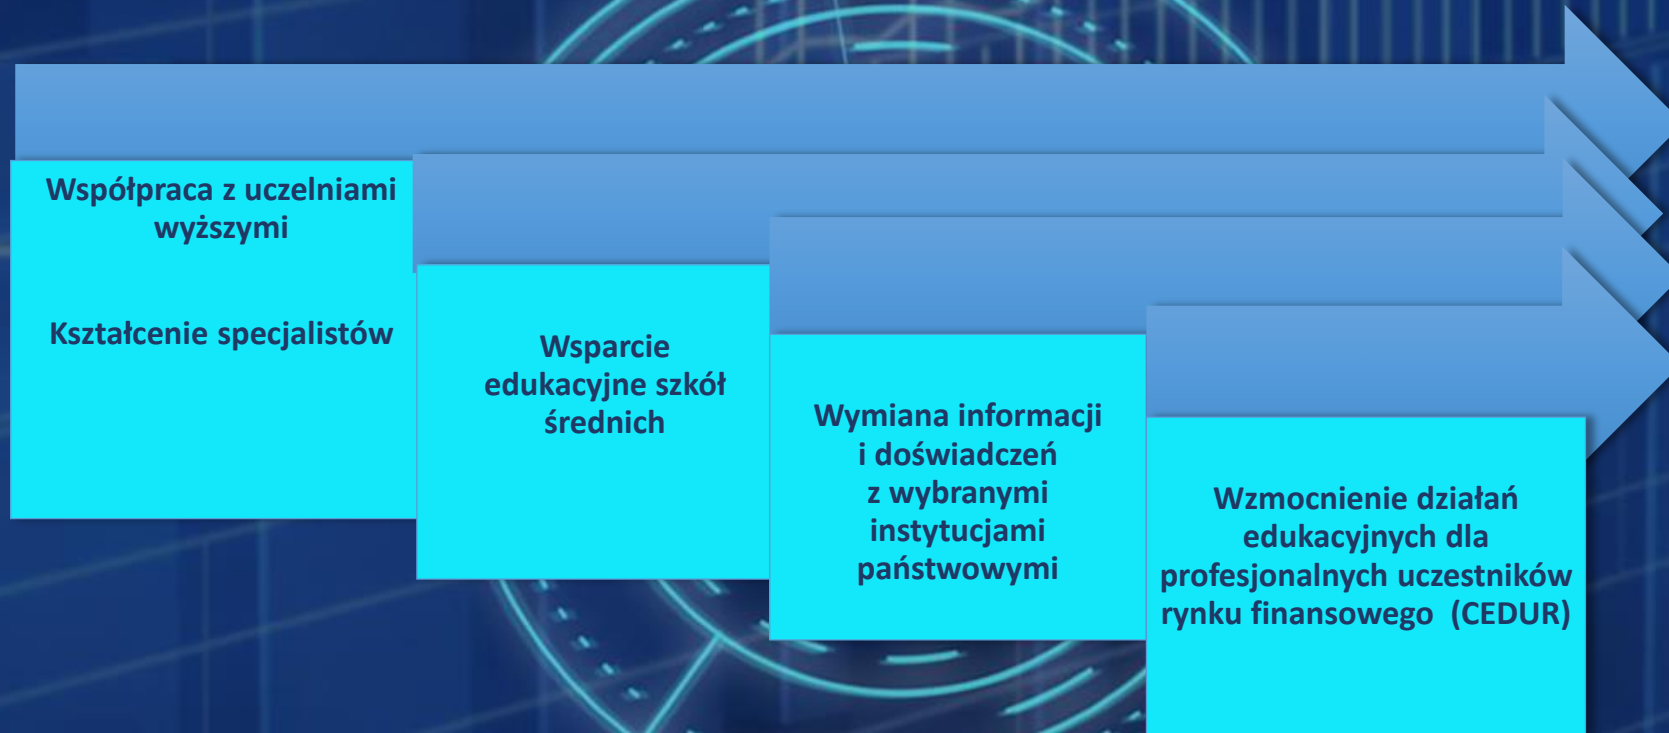 Współpraca z uczelniami
wyższymi
Kształcenie specjalistów
Wsparcie
edukacyjne szkół
średnich
Wymiana informacji
i doświadczeń
z wybranymi
instytucjami
państwowymi
Wzmocnienie działań
edukacyjnych dla
profesjonalnych uczestników
rynku finansowego (CEDUR)